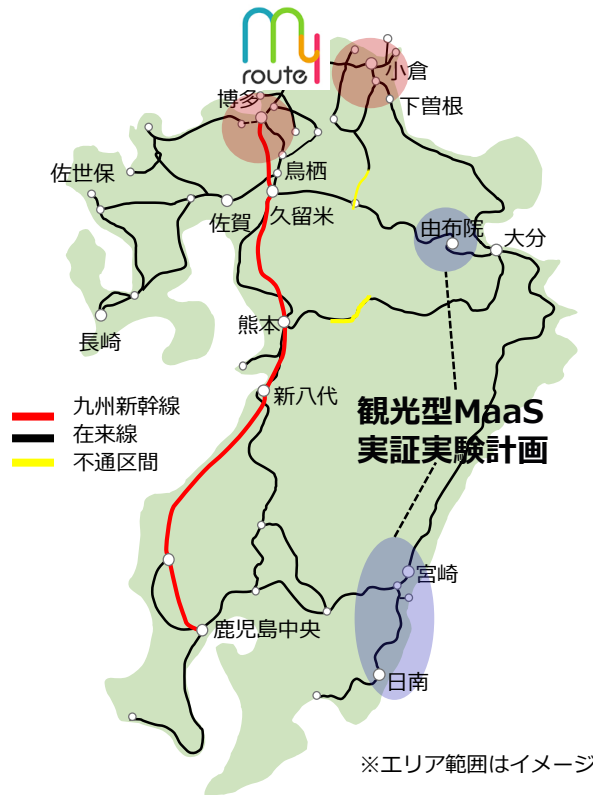 my
route
小倉
博多
下曽根
佐世保
鳥栖
佐賀
久留米
由布院
大分
長崎
熊本
新八代
九州新幹線
在来線
不通区間
観光型MaaS
実証実験計画
宮崎
鹿児島中央
日南
※エリア範囲はイメージ